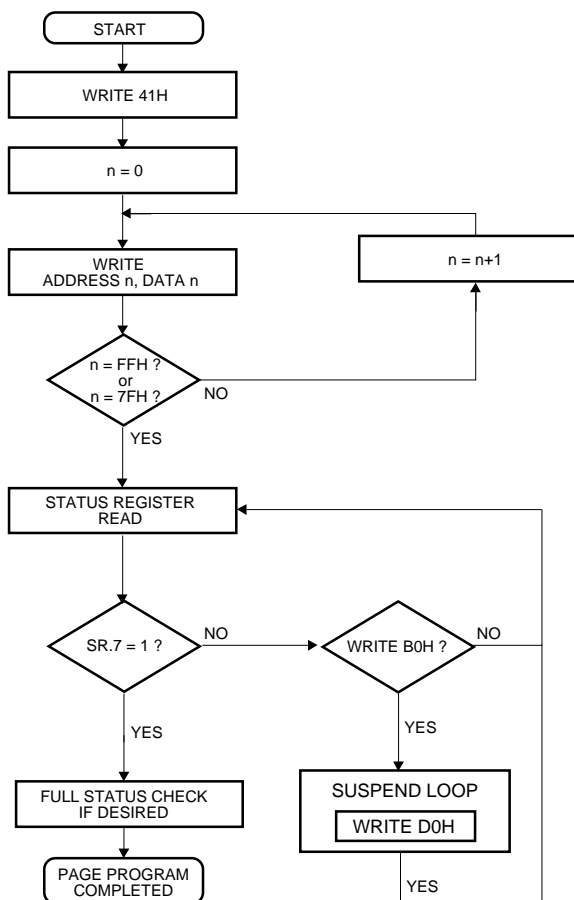 START
WRITE 41H
n = 0
WRITE
ADDRESS n, DATA n
n = n+1
n = FFH ?
or
n = 7FH ?
NO
YES
STATUS REGISTER
READ
SR.7 = 1 ?
NO
WRITE B0H ?
NO
YES
YES
FULL STATUS CHECK
IF DESIRED
SUSPEND LOOP
WRITE D0H
YES
PAGE PROGRAM
COMPLETED